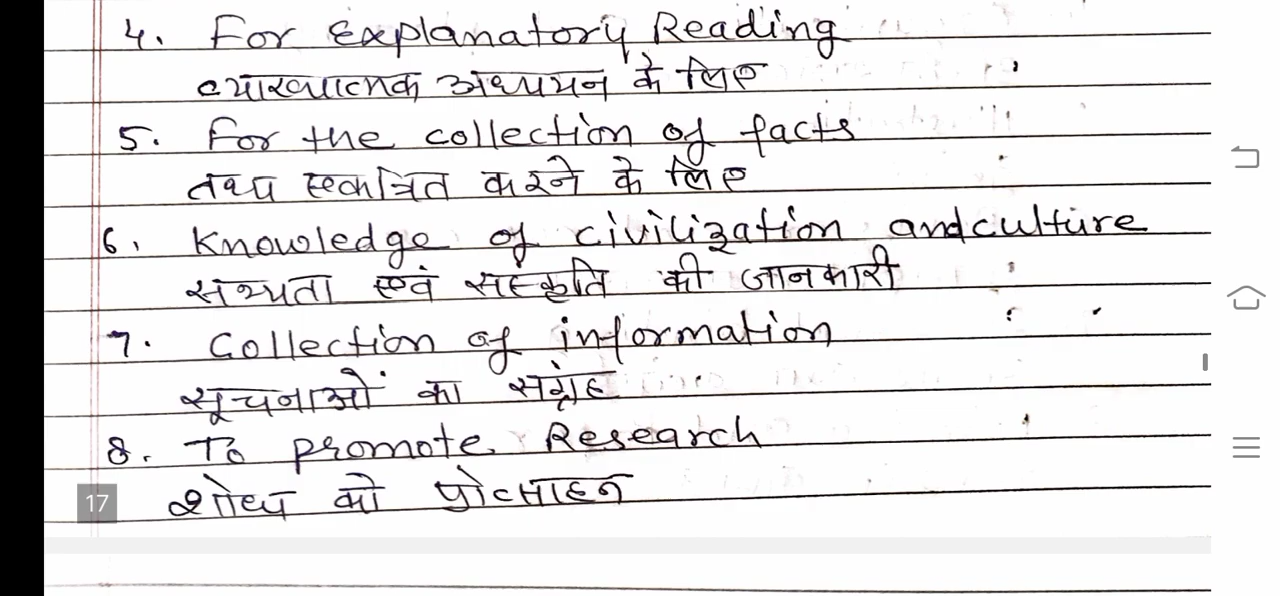 4. For Explanatory Reading
व्याख्यात्मक अध्ययन के लिए
5. For the collection of facts
तथ्य एकत्रित करने के लिए
6. Knowledge of civilization and culture
सभ्यता एवं संस्कृति की जानकारी
7. Collection of information
सूचनाओं का संग्रह
8. To promote Research
शोध को प्रोत्साहन
17